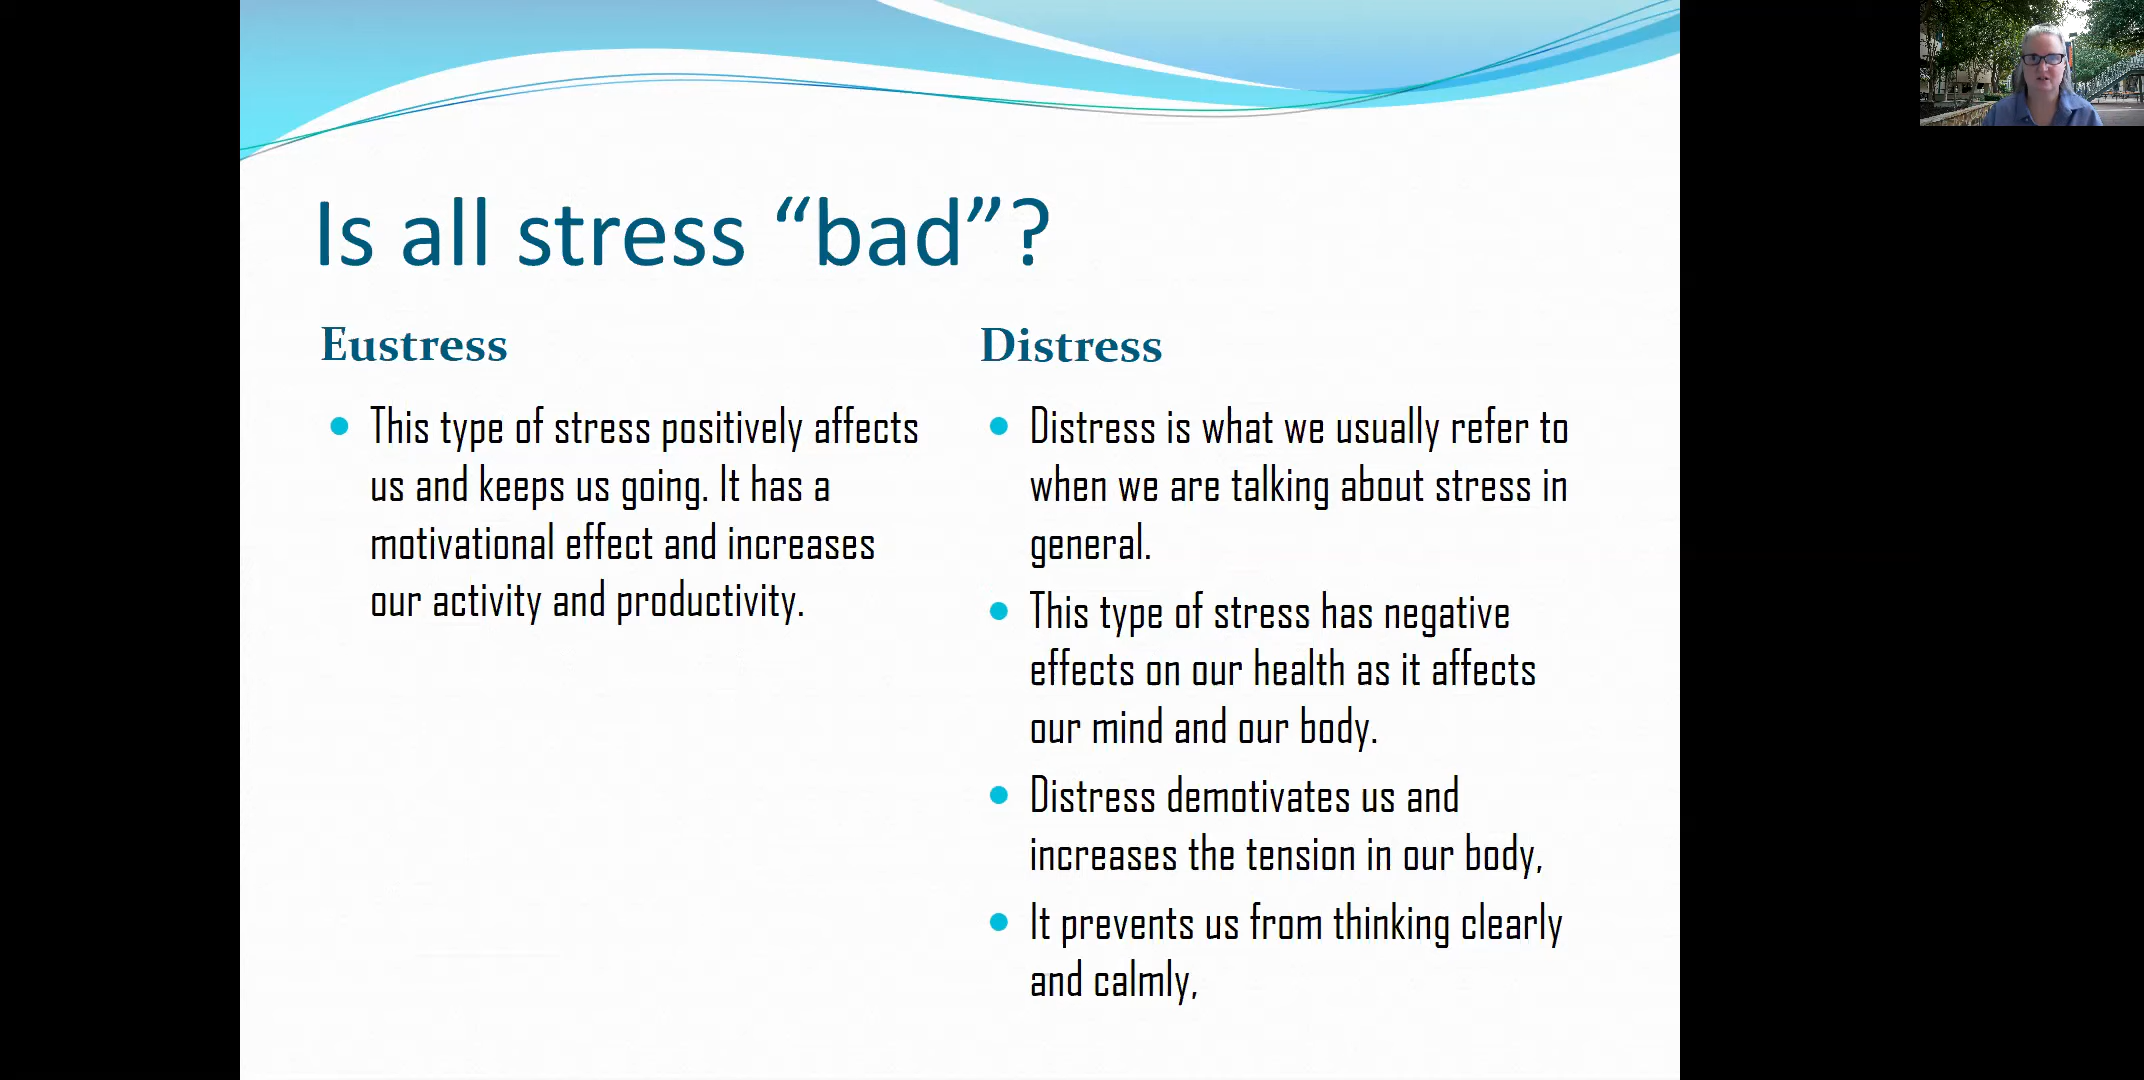 Is all stress “bad”?
Eustress
This type of stress positively affects
us and keeps us going. It has a
motivational effect and increases
our activity and productivity.
Distress
Distress is what we usually refer to
when we are talking about stress in
general.
This type of stress has negative
effects on our health as it affects
our mind and our body.
Distress demotivates us and
increases the tension in our body,
It prevents us from thinking clearly
and calmly,